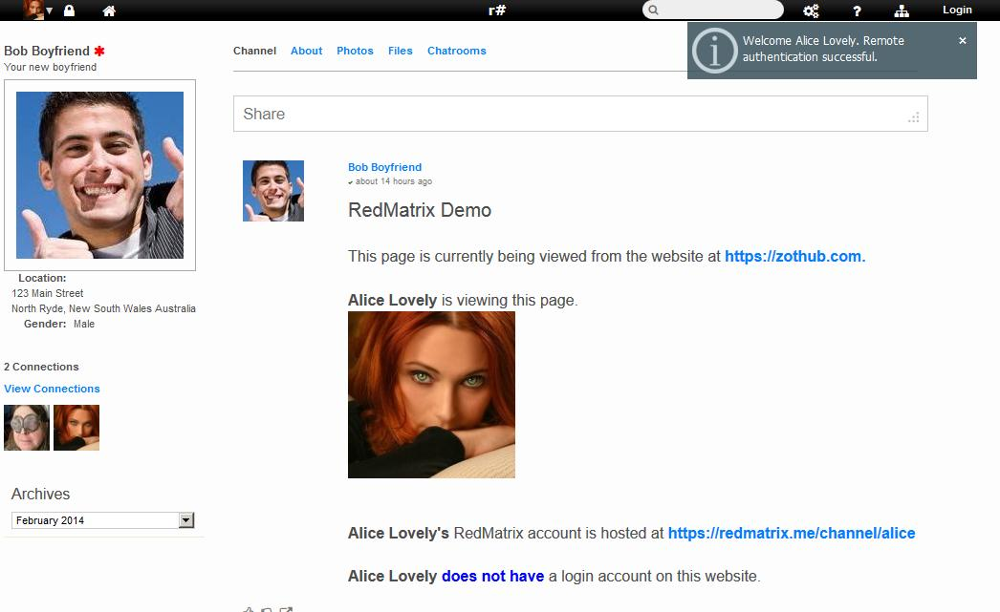 r#
?
Login
Welcome Alice Lovely. Remote
authentication successful.
×
Bob Boyfriend *
Your new boyfriend
Location:
123 Main Street
North Ryde, New South Wales Australia
Gender: Male
2 Connections
View Connections
Archives
February 2014
Channel About Photos Files Chatrooms
Share
Bob Boyfriend
about 14 hours ago
RedMatrix Demo
This page is currently being viewed from the website at https://zothub.com.
Alice Lovely is viewing this page.
Alice Lovely's RedMatrix account is hosted at https://redmatrix.me/channel/alice
Alice Lovely does not have a login account on this website.